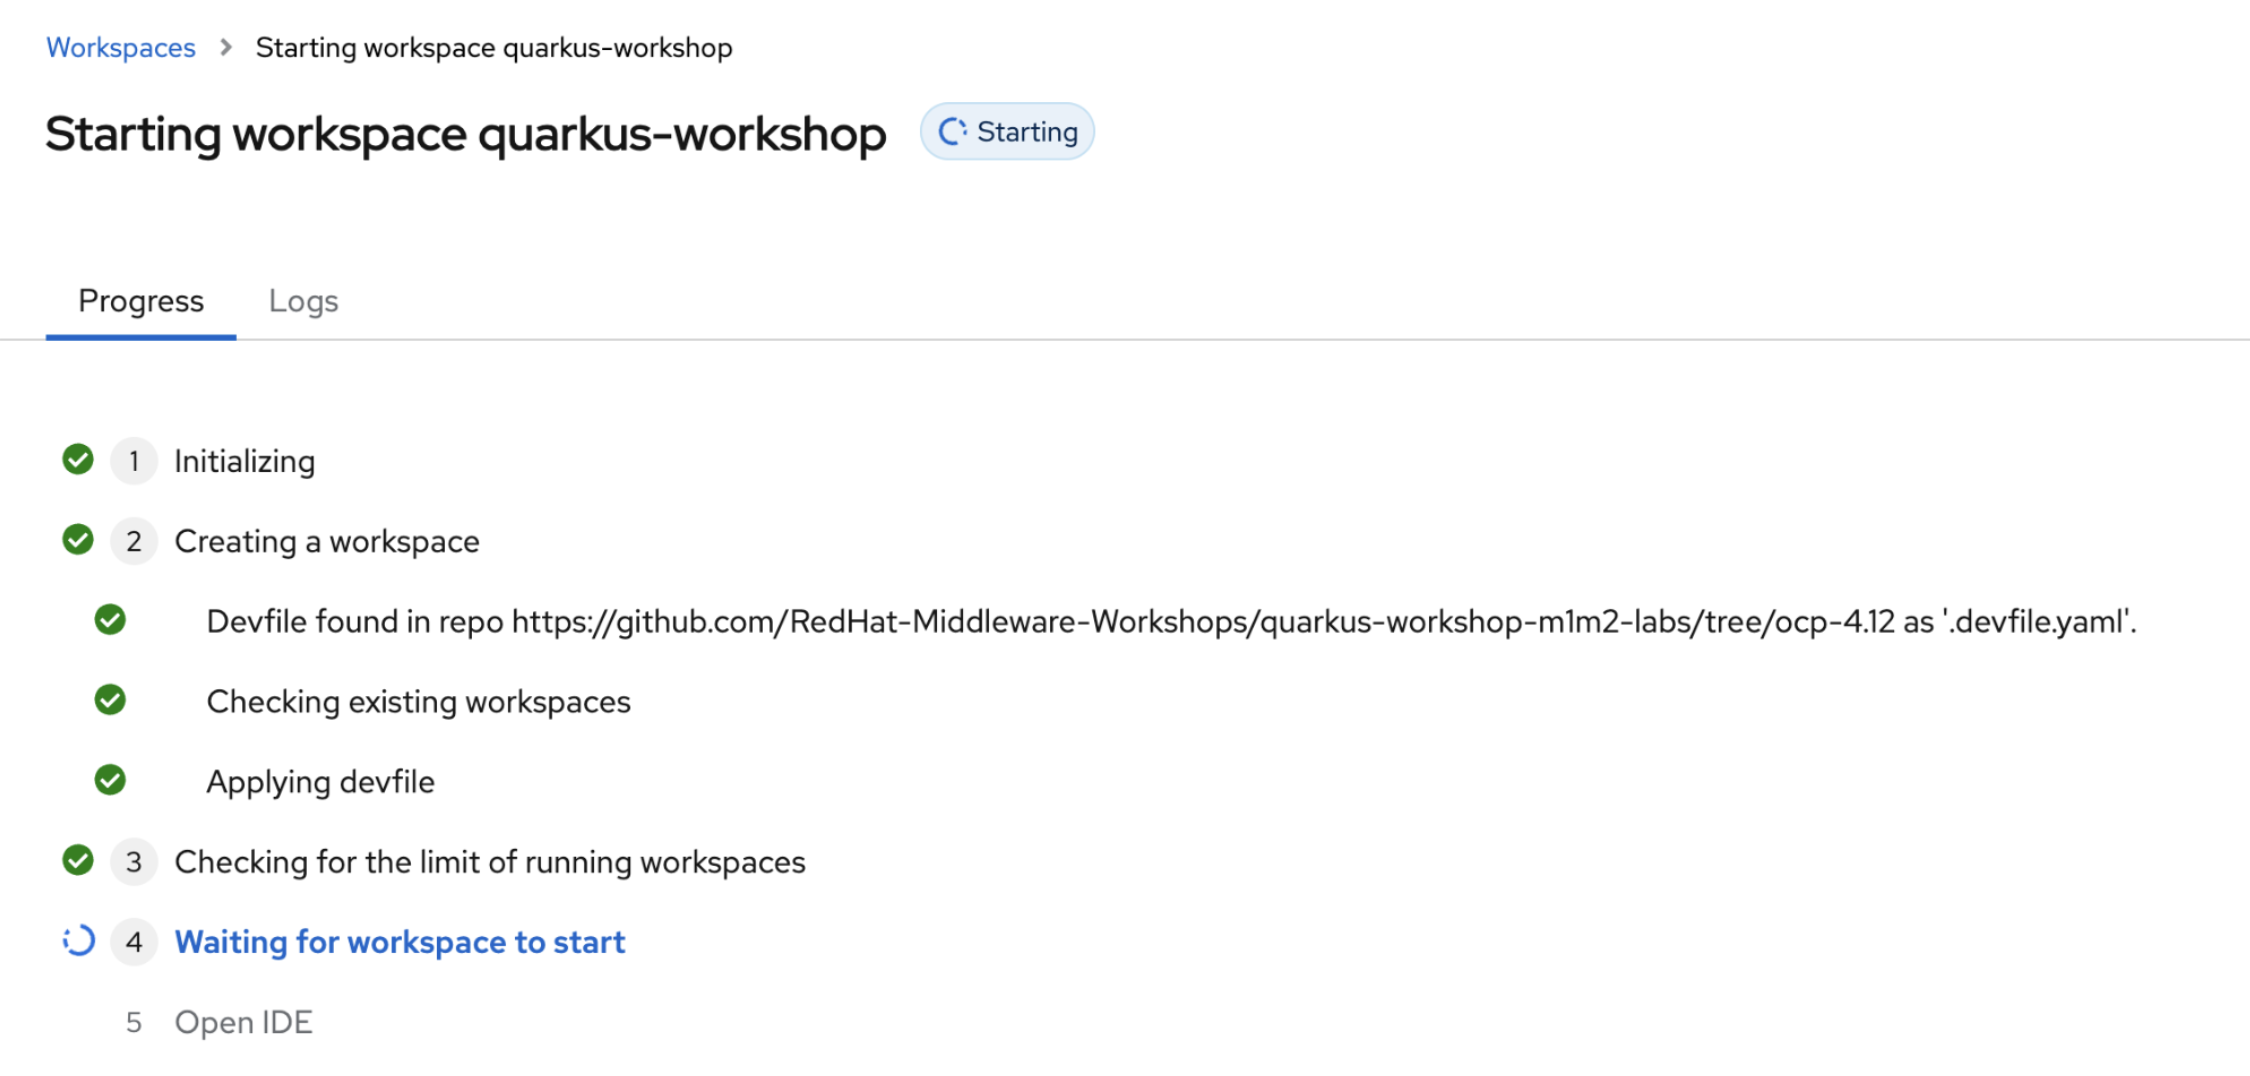 Workspaces > Starting workspace quarkus-workshop
Starting workspace quarkus-workshop Starting
Progress Logs
1 Initializing
2 Creating a workspace
Devfile found in repo https://github.com/RedHat-Middleware-Workshops/quarkus-workshop-m1m2-labs/tree/ocp-4.12 as '.devfile.yaml'.
Checking existing workspaces
Applying devfile
3 Checking for the limit of running workspaces
4 Waiting for workspace to start
5 Open IDE